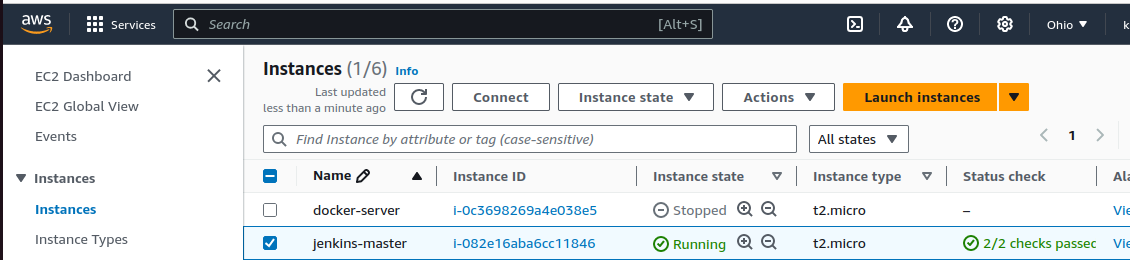 aws Services Search [Alt+S] Ohio k
EC2 Dashboard
EC2 Global View
Events
Instances
Instances
Instance Types
Instances (1/6) Info
Last updated
less than a minute ago
Connect Instance state Actions Launch instances
Find Instance by attribute or tag (case-sensitive) All states 1
Name Instance ID Instance state Instance type Status check Ala
docker-server i-0c3698269a4e038e5 Stopped t2.micro – Vie
jenkins-master i-082e16aba6cc11846 Running t2.micro 2/2 checks passed Vie